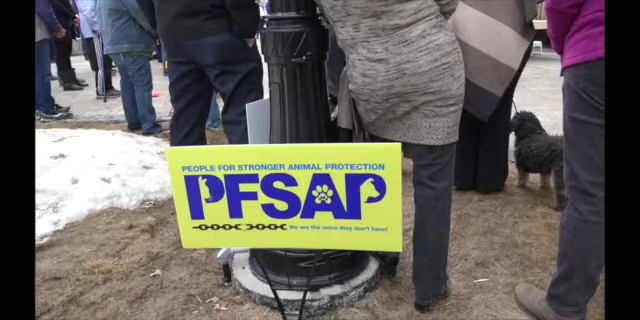 PEOPLE FOR STRONGER ANIMAL PROTECTION
PFSAP
We are the voice they don't have!